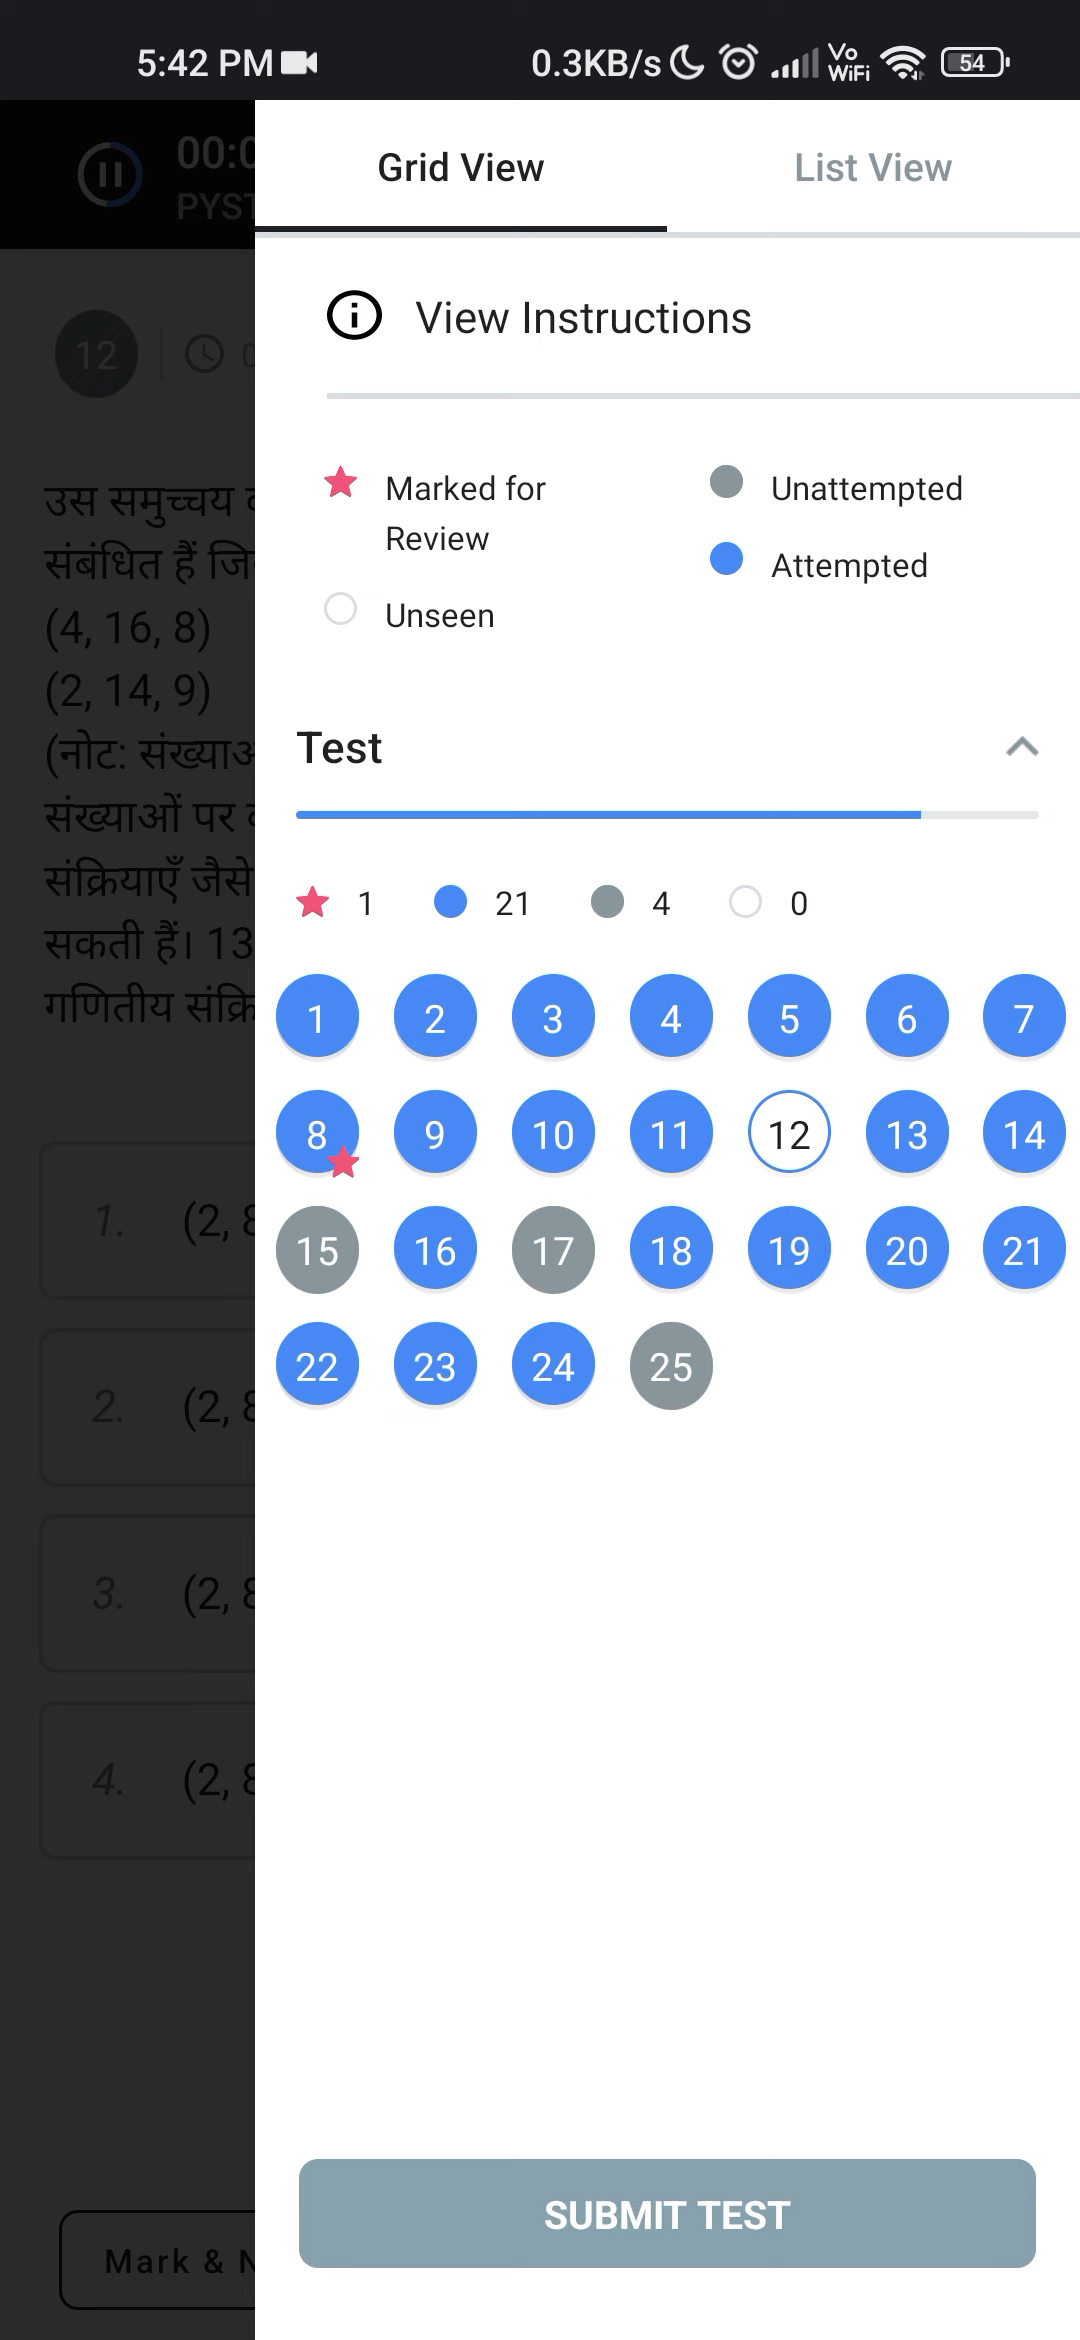 5:42 PM 0.3KB/s Vo WiFi 54
00:0
PYST
Grid View List View
View Instructions
12
Marked for Review
Unattempted
Attempted
Unseen
उस समुच्चय
संबंधित हैं
(4, 16, 8)
(2, 14, 9)
(नोट:
संख्याओं पर
संक्रियाएँ जैसे
सकती हैं। 13
गणितीय
Test
1 21 4 0
1 2 3 4 5 6 7
8 9 10 11 12 13 14
15 16 17 18 19 20 21
22 23 24 25
1. (2, 8
2. (2, 8
3. (2, 8
4. (2, 8
SUBMIT TEST
Mark & N